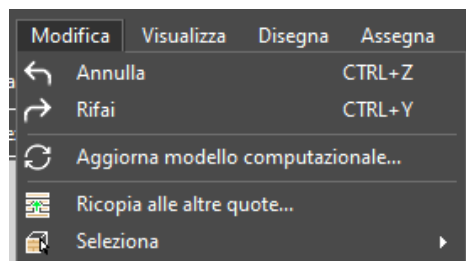 Modifica Visualizza Disegna Assegna
Annulla CTRL+Z
Rifai CTRL+Y
Aggiorna modello computazionale...
Ricopia alle altre quote...
Seleziona